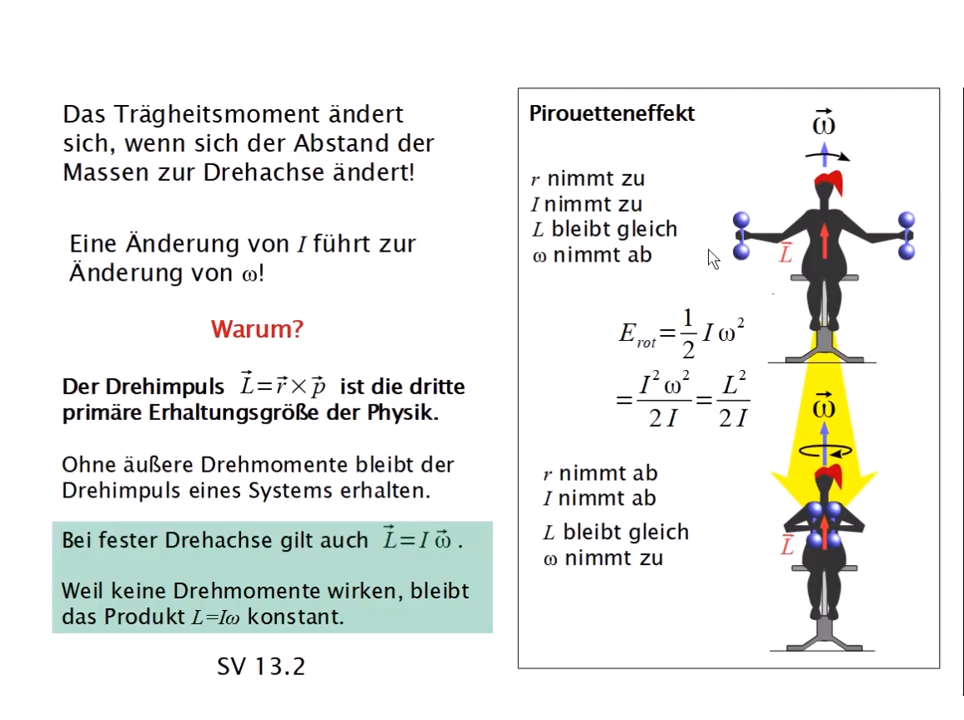 Das Trägheitsmoment ändert
sich, wenn sich der Abstand der
Massen zur Drehachse ändert!
Eine Änderung von I führt zur
Änderung von ω!
Warum?
Der Drehimpuls L⃗=r⃗×p⃗ ist die dritte
primäre Erhaltungsgröße der Physik.
Ohne äußere Drehmomente bleibt der
Drehimpuls eines Systems erhalten.
Bei fester Drehachse gilt auch L⃗=I ω⃗ .
Weil keine Drehmomente wirken, bleibt
das Produkt L=Iω konstant.
SV 13.2
Pirouetteneffekt
ω⃗
r nimmt zu
I nimmt zu
L bleibt gleich
ω nimmt ab
L⃗
E_rot = 1/2 I ω²
= I² ω² / 2 I = L² / 2 I
ω⃗
r nimmt ab
I nimmt ab
L bleibt gleich
ω nimmt zu
L⃗